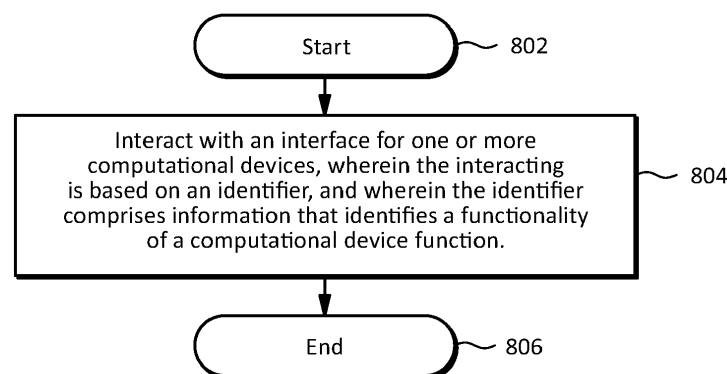 Start
802
Interact with an interface for one or more
computational devices, wherein the interacting
is based on an identifier, and wherein the identifier
comprises information that identifies a functionality
of a computational device function.
804
End
806